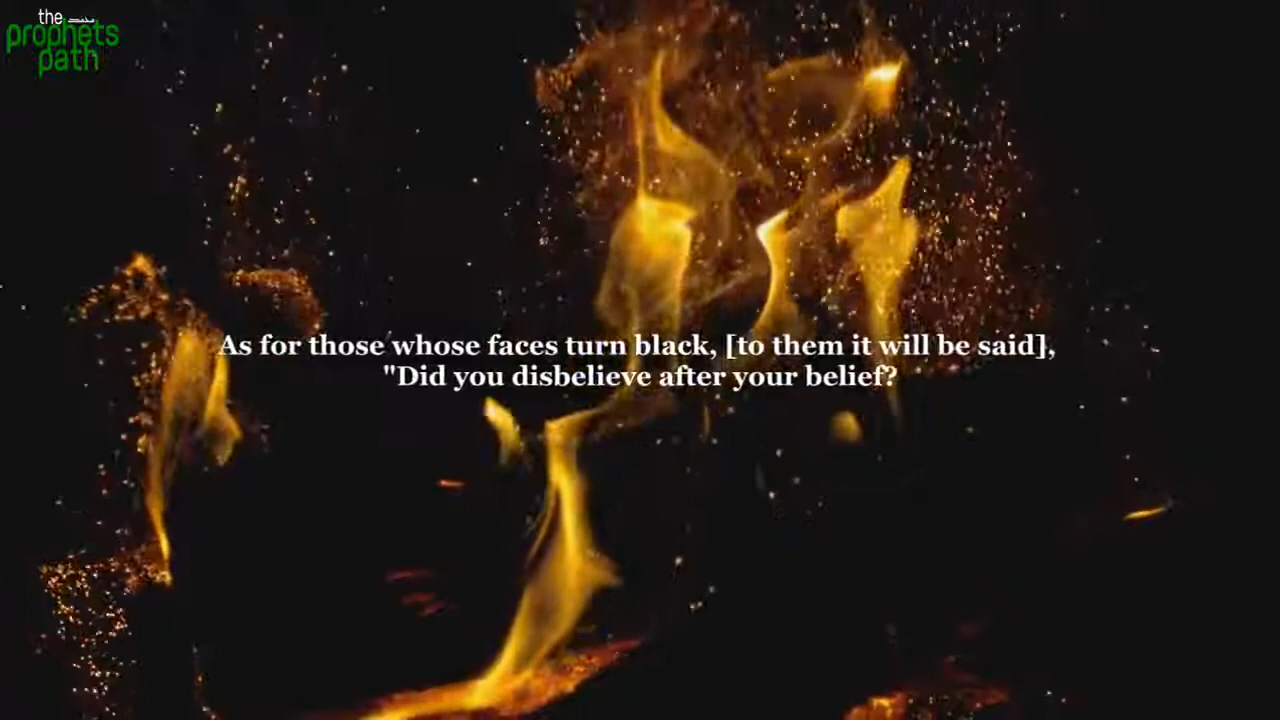 the
prophets
path
As for those whose faces turn black, [to them it will be said],
"Did you disbelieve after your belief?